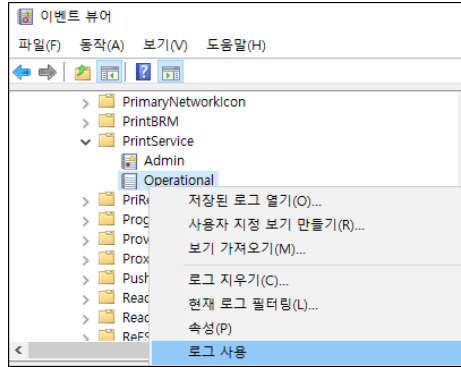 이벤트 뷰어
파일(F) 동작(A) 보기(V) 도움말(H)
PrimaryNetworkIcon
PrintBRM
PrintService
Admin
Operational
저장된 로그 열기(O)...
사용자 지정 보기 만들기(R)...
보기 가져오기(M)...
로그 지우기(C)...
현재 로그 필터링(L)...
속성(P)
로그 사용